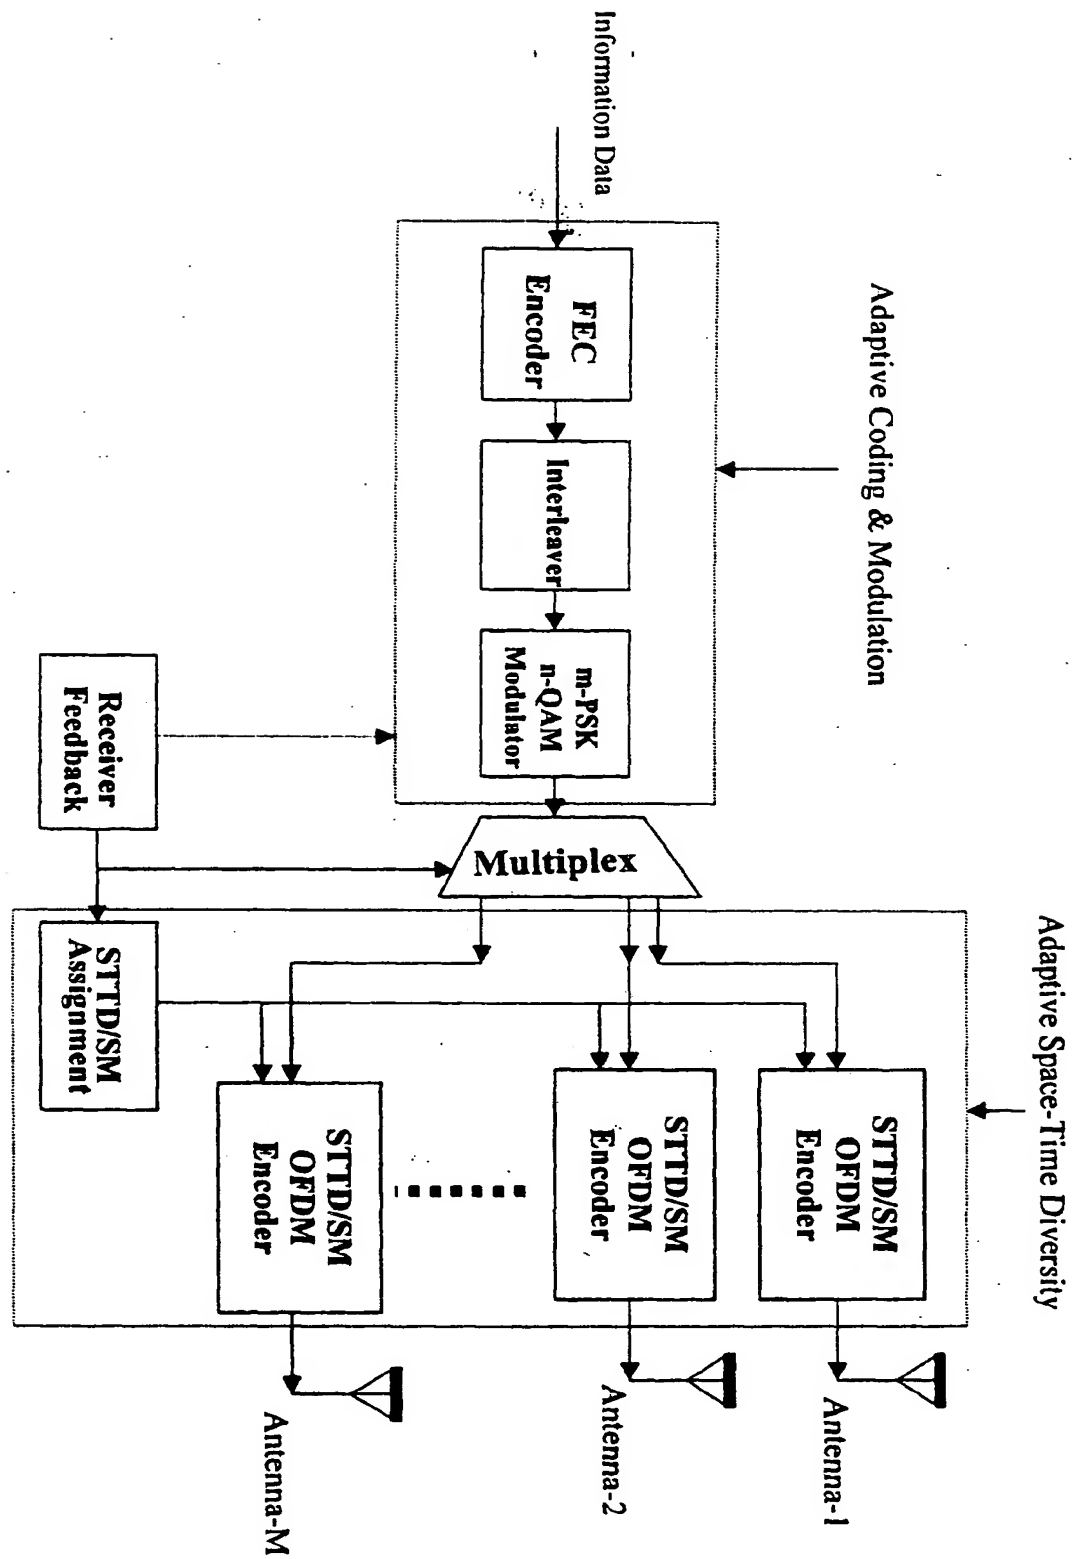 Information Data
Adaptive Coding & Modulation
FEC
Encoder
Interleaver
m-PSK
n-QAM
Modulator
Receiver
Feedback
Multiplex
Adaptive Space-Time Diversity
STTD/SM
Assignment
STTD/SM
OFDM
Encoder
Antenna-1
STTD/SM
OFDM
Encoder
Antenna-2
STTD/SM
OFDM
Encoder
Antenna-M